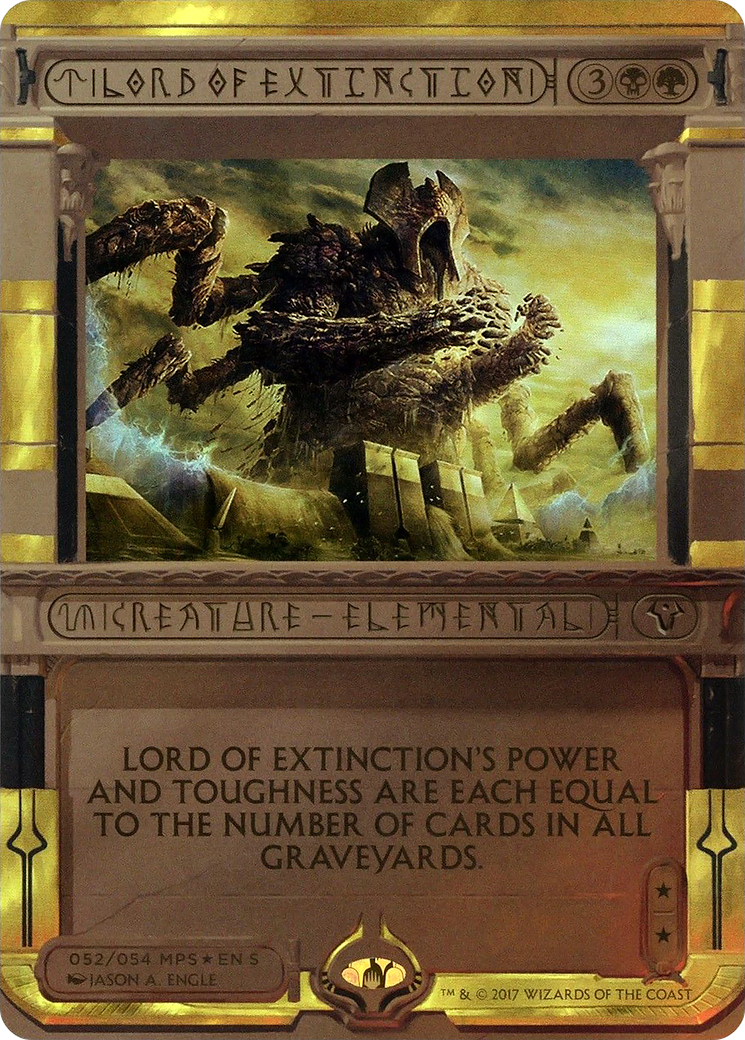 LORD OF EXTINCTION 3
CREATURE — ELEMENTAL
LORD OF EXTINCTION'S POWER
AND TOUGHNESS ARE EACH EQUAL
TO THE NUMBER OF CARDS IN ALL
GRAVEYARDS.
★
★
052/054 MPS★EN S
JASON A. ENGLE
™ & © 2017 WIZARDS OF THE COAST